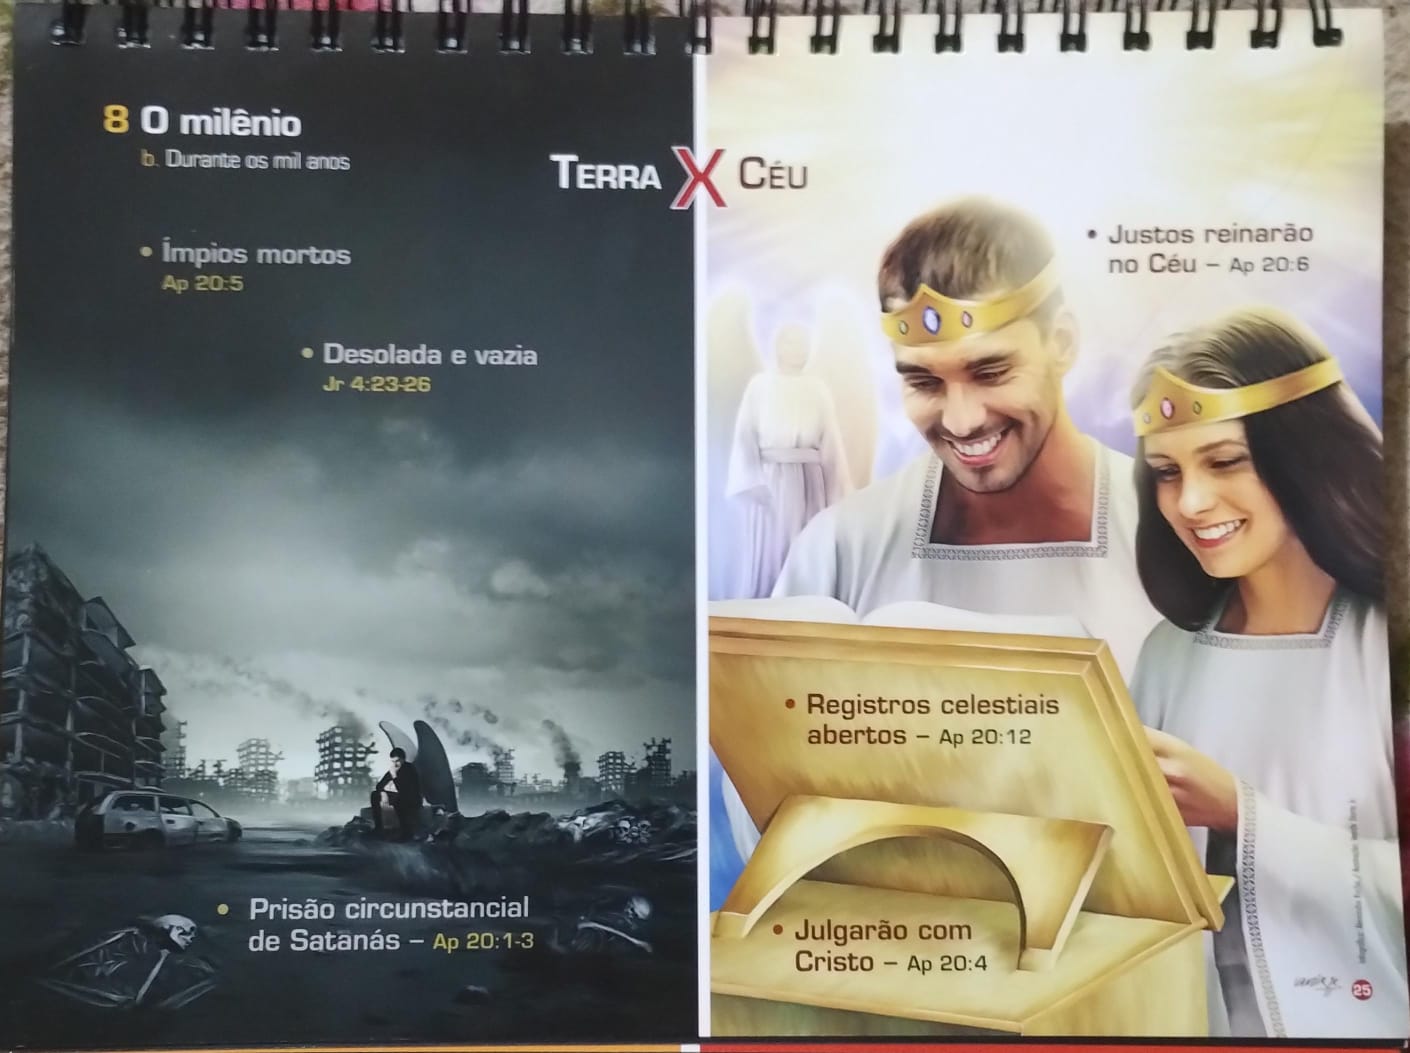 8 O milênio
b. Durante os mil anos
TERRA X CÉU
• Ímpios mortos
Ap 20:5
• Desolada e vazia
Jr 4:23-26
• Prisão circunstancial
de Satanás – Ap 20:1-3
• Justos reinarão
no Céu – Ap 20:6
• Registros celestiais
abertos – Ap 20:12
• Julgarão com
Cristo – Ap 20:4
25